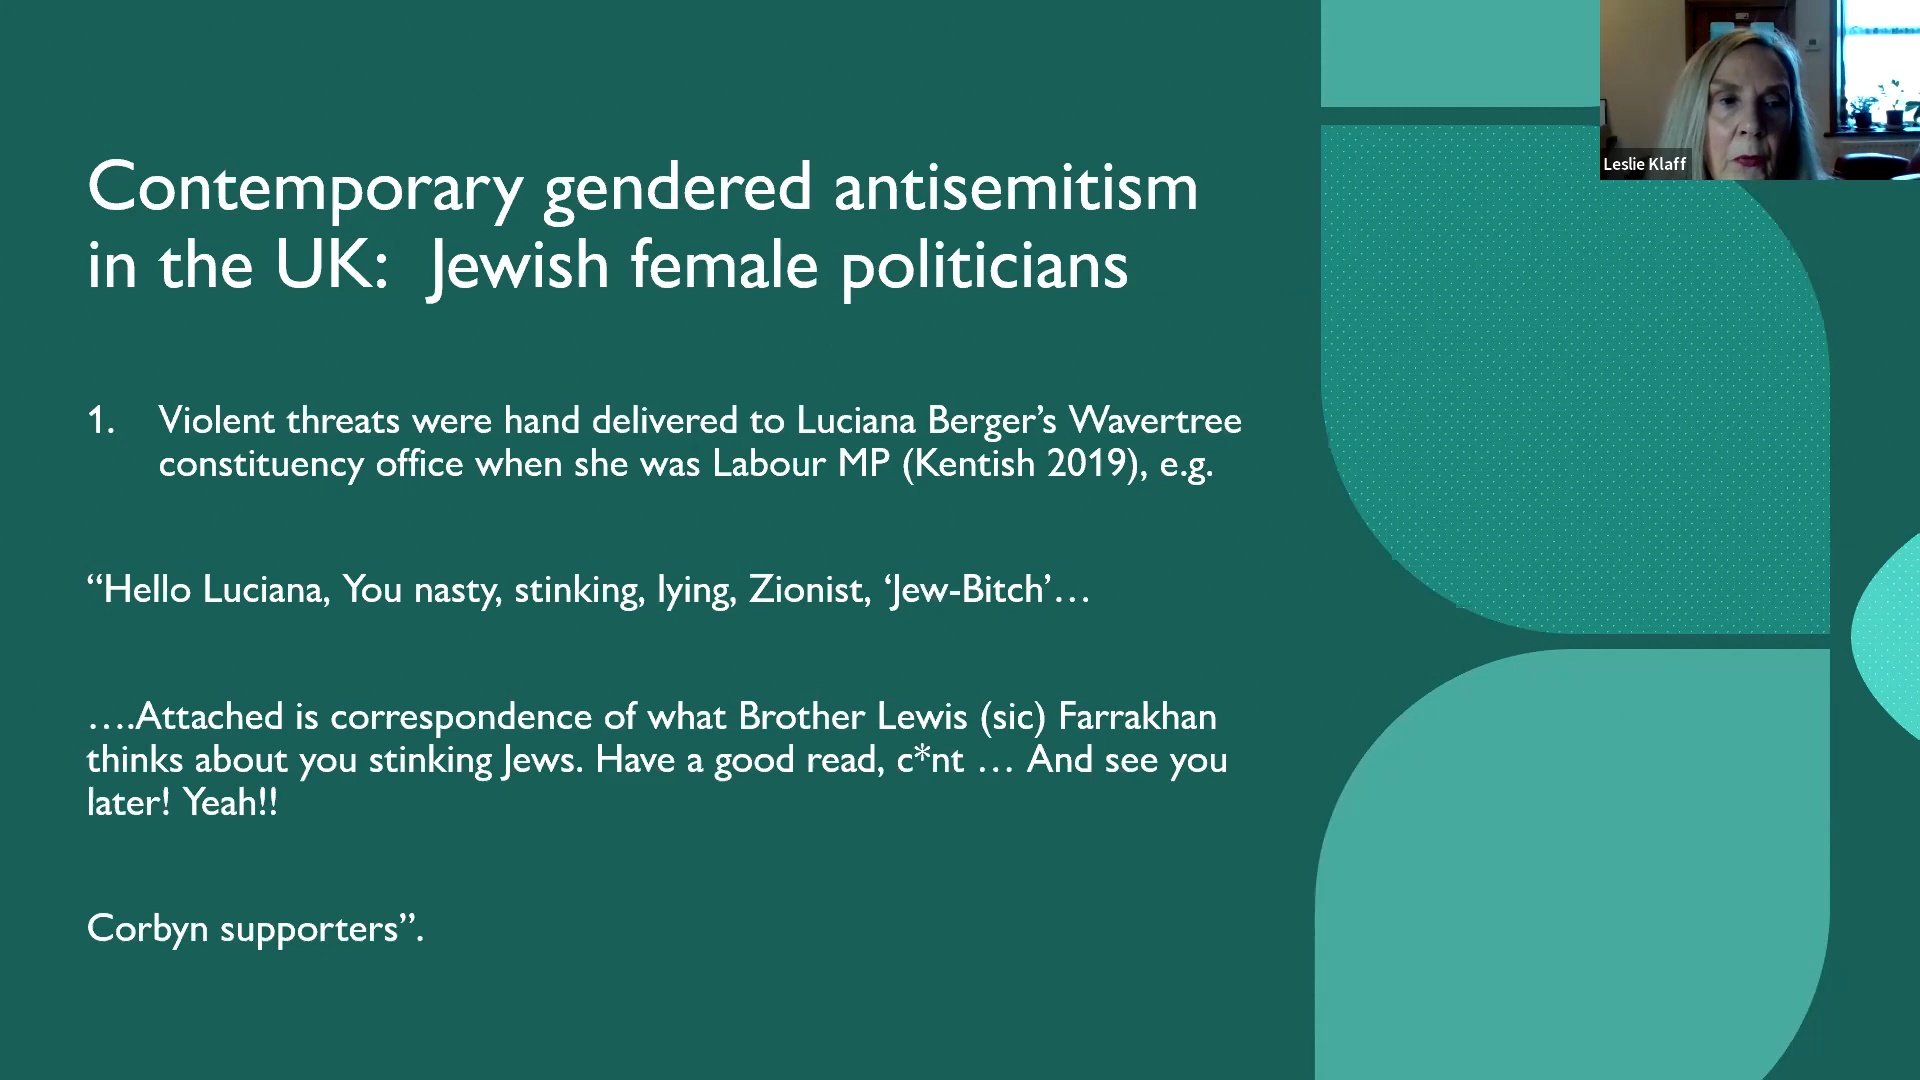 Contemporary gendered antisemitism
in the UK:  Jewish female politicians
Leslie Klaff
1. Violent threats were hand delivered to Luciana Berger’s Wavertree
constituency office when she was Labour MP (Kentish 2019), e.g.
“Hello Luciana, You nasty, stinking, lying, Zionist, ‘Jew-Bitch’…
….Attached is correspondence of what Brother Lewis (sic) Farrakhan
thinks about you stinking Jews. Have a good read, c*nt … And see you
later! Yeah!!
Corbyn supporters”.